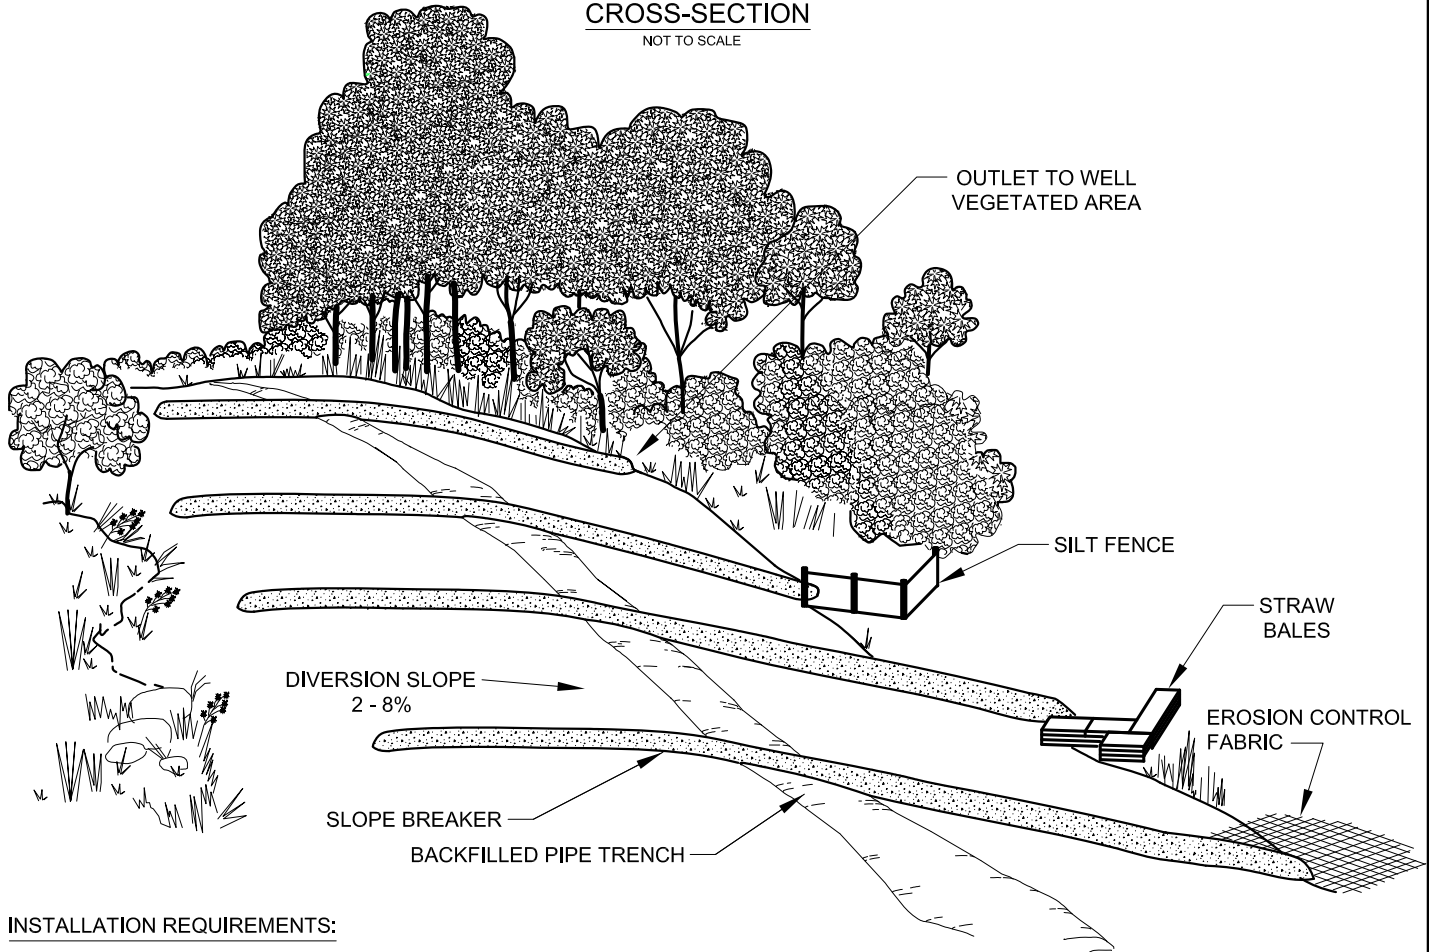 CROSS-SECTION
NOT TO SCALE
OUTLET TO WELL
VEGETATED AREA
SILT FENCE
STRAW
BALES
DIVERSION SLOPE
2 - 8%
EROSION CONTROL
FABRIC
SLOPE BREAKER
BACKFILLED PIPE TRENCH
INSTALLATION REQUIREMENTS: